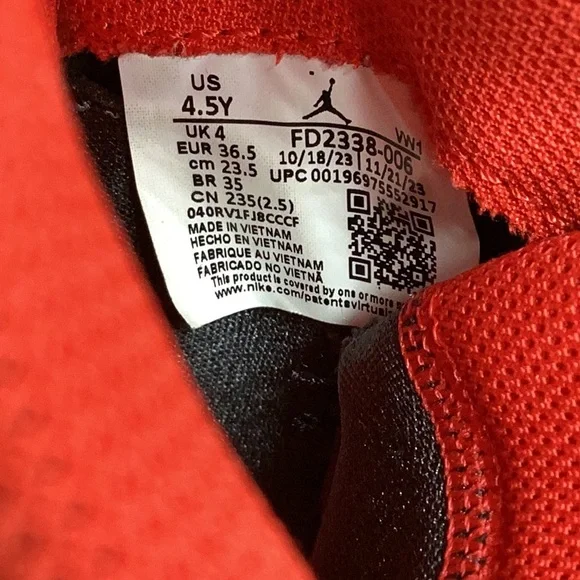 US
4.5Y
UK 4
EUR 36.5
cm 23.5
BR 35
CN 235(2.5)
VW1
FD2338-006
10/18/23 | 11/21/23
UPC 00196975552917
040RV1FJ8CCCF
MADE IN VIETNAM
HECHO EN VIETNAM
FABRIQUE AU VIETNAM
FABRICADO NO VIETNÃ
This product is covered by one or more
www.nike.com/patents